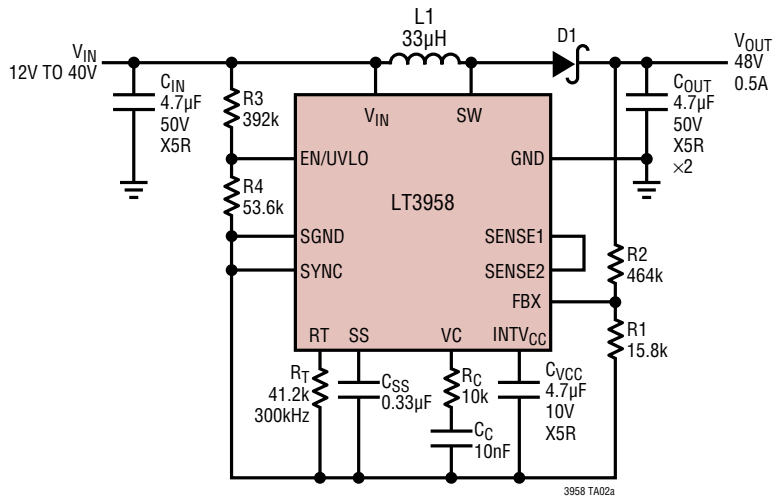 L1
33µH
D1
VIN
12V TO 40V
VOUT
48V
0.5A
CIN
4.7µF
50V
X5R
R3
392k
VIN
SW
COUT
4.7µF
50V
X5R
×2
EN/UVLO
GND
R4
53.6k
LT3958
SGND
SENSE1
SYNC
SENSE2
R2
464k
FBX
R1
15.8k
RT
SS
VC
INTVCC
RT
41.2k
300kHz
CSS
0.33µF
RC
10k
CC
10nF
CVCC
4.7µF
10V
X5R
3958 TA02a